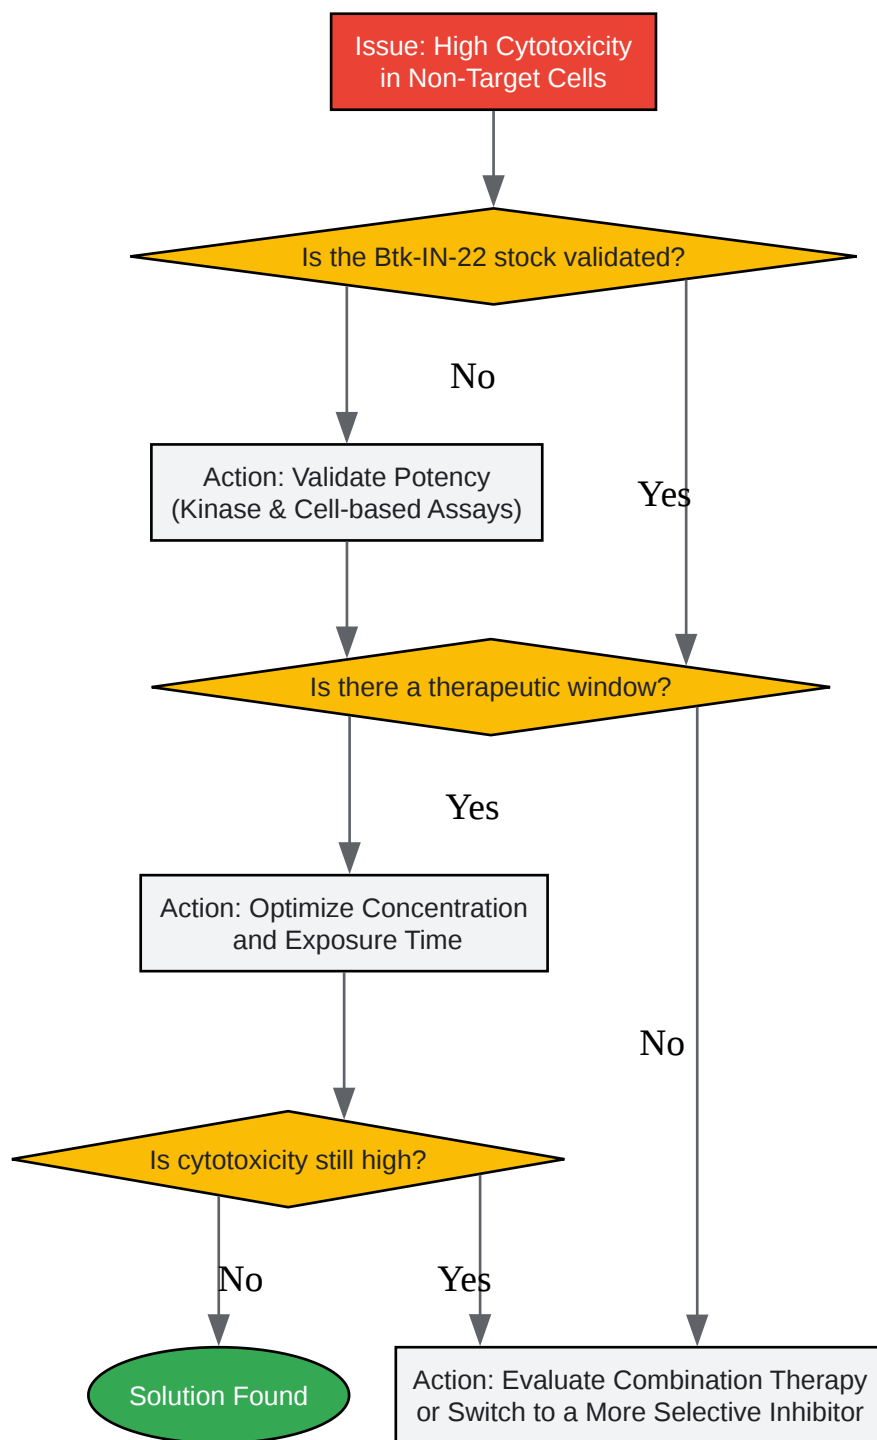 Issue: High Cytotoxicity
in Non-Target Cells
Is the Btk-IN-22 stock validated?
No
Action: Validate Potency
(Kinase & Cell-based Assays)
Yes
Is there a therapeutic window?
Yes
Action: Optimize Concentration
and Exposure Time
No
Is cytotoxicity still high?
No
Yes
Solution Found
Action: Evaluate Combination Therapy
or Switch to a More Selective Inhibitor